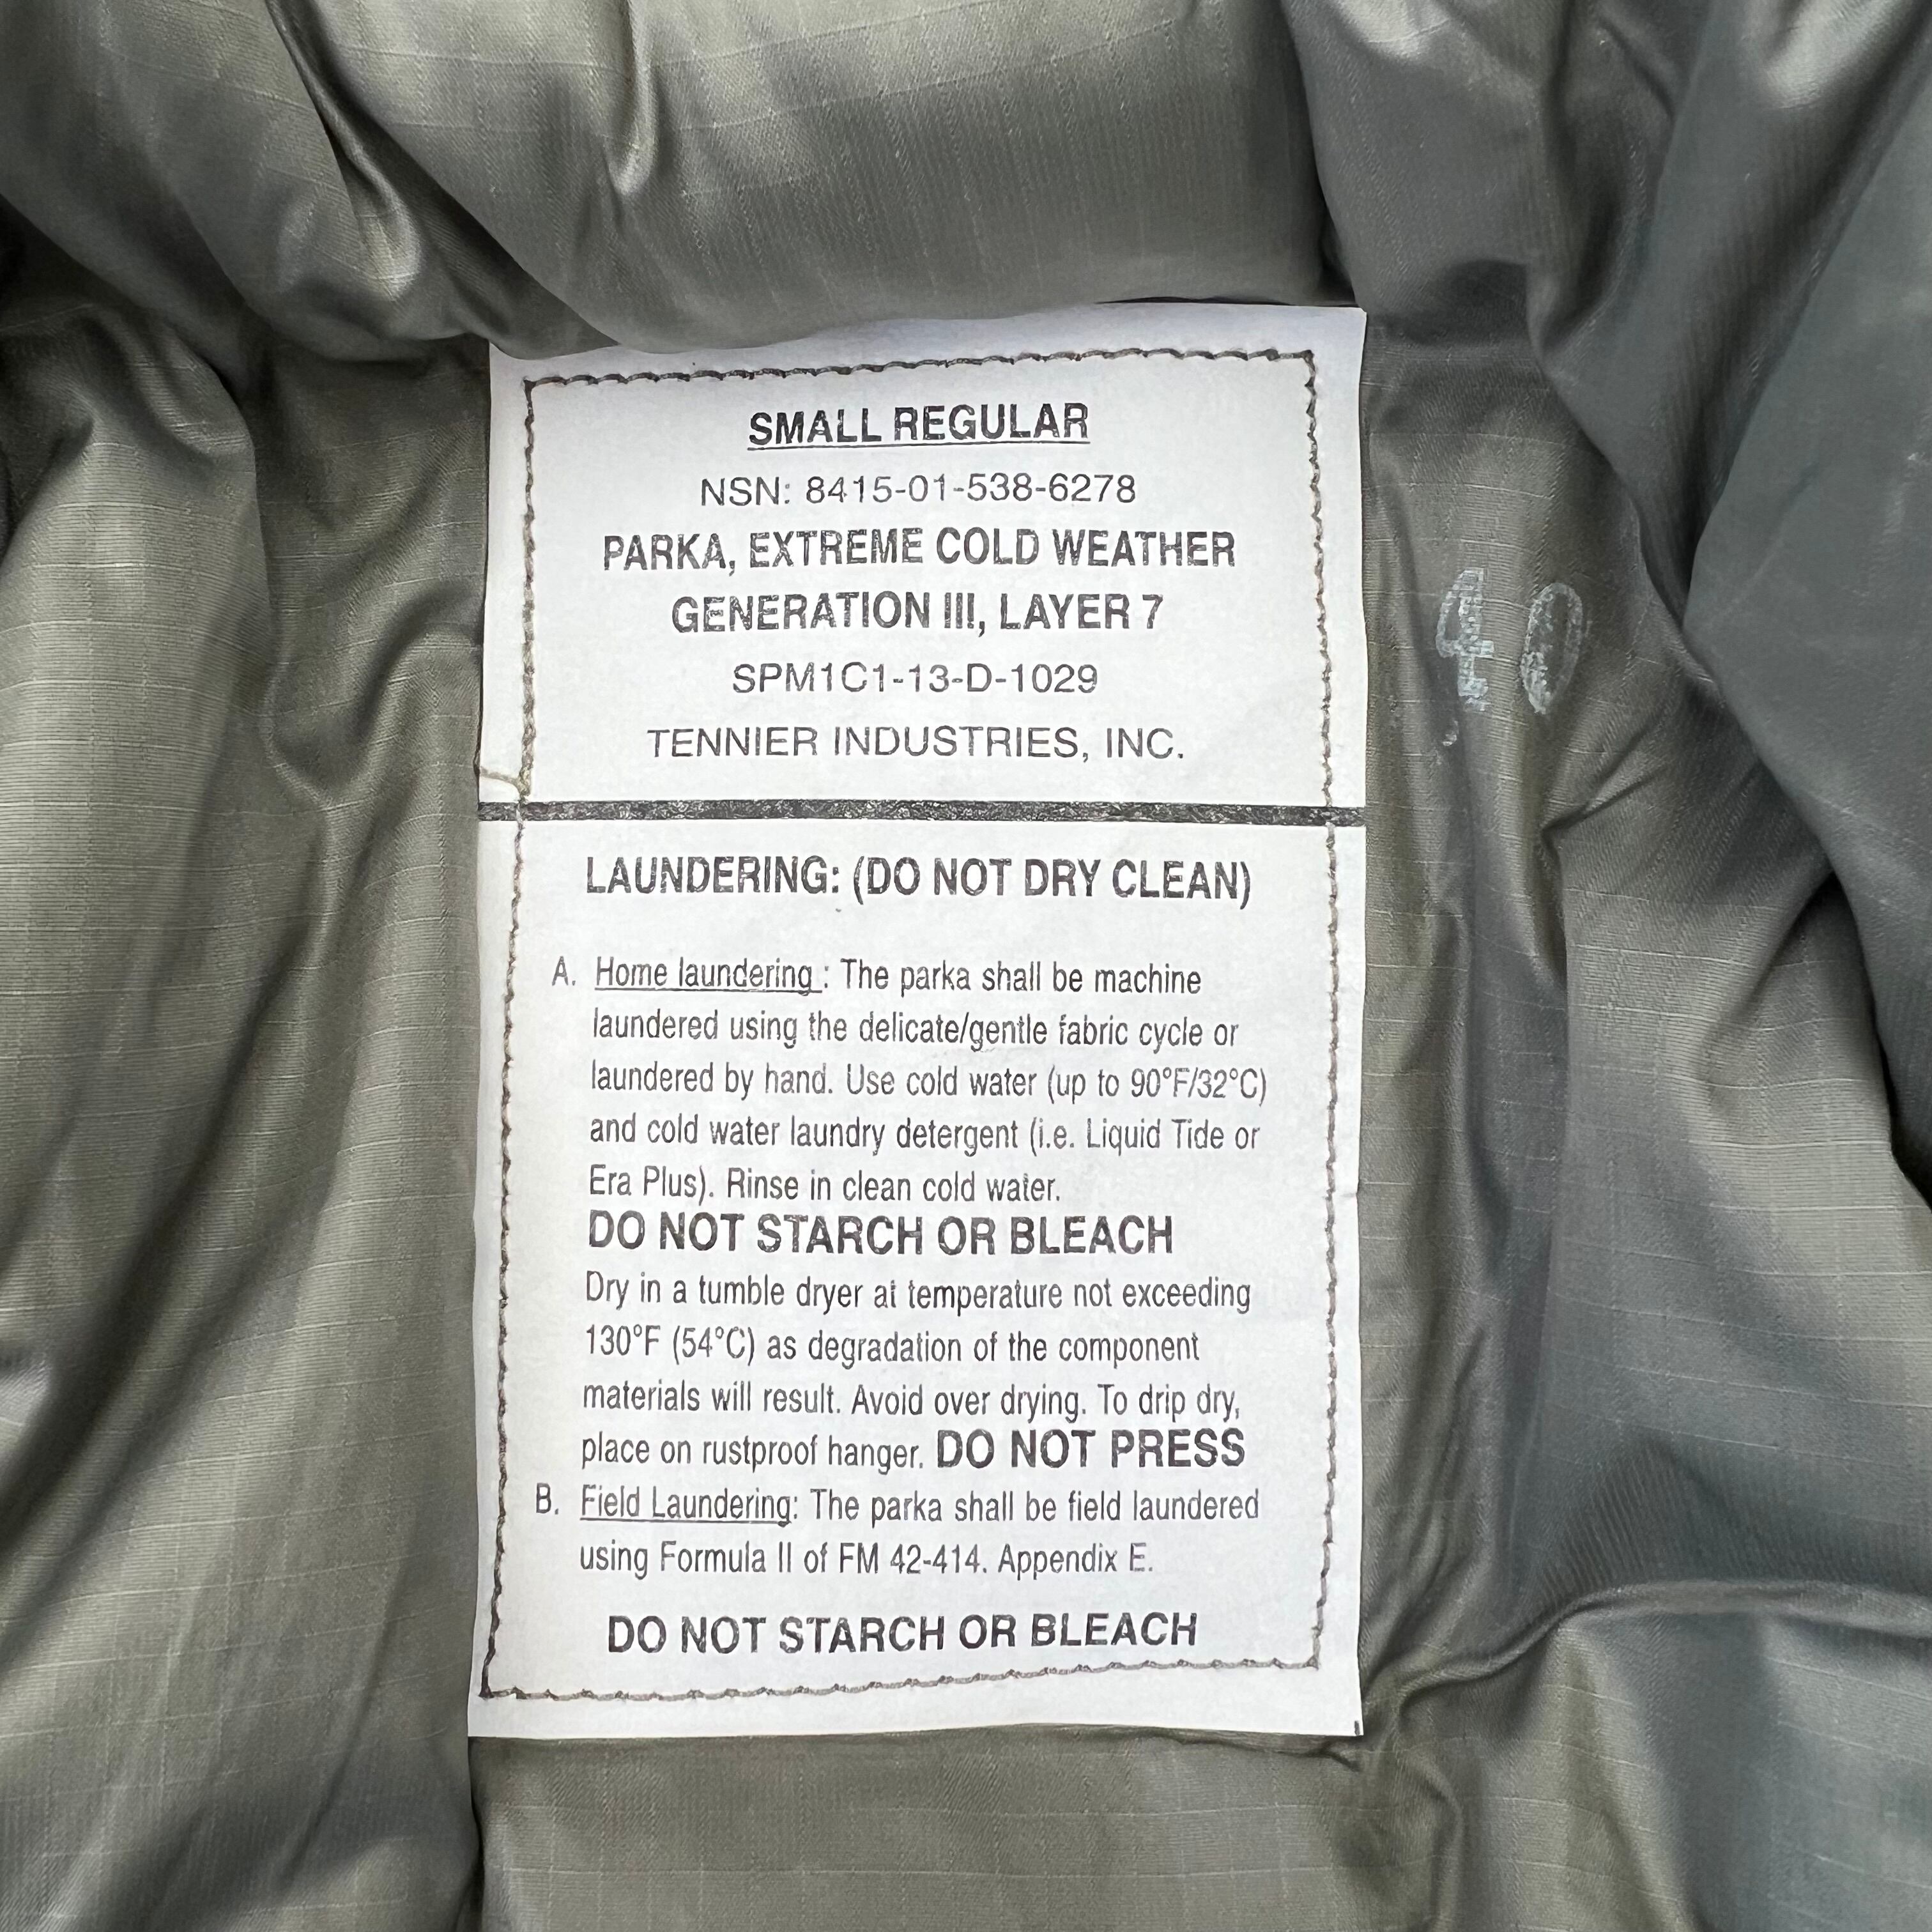 SMALL REGULAR
NSN: 8415-01-538-6278
PARKA, EXTREME COLD WEATHER
GENERATION III, LAYER 7
SPM1C1-13-D-1029
TENNIER INDUSTRIES, INC.
40
LAUNDERING: (DO NOT DRY CLEAN)
A. Home laundering : The parka shall be machine
laundered using the delicate/gentle fabric cycle or
laundered by hand. Use cold water (up to 90°F/32°C)
and cold water laundry detergent (i.e. Liquid Tide or
Era Plus). Rinse in clean cold water.
DO NOT STARCH OR BLEACH
Dry in a tumble dryer at temperature not exceeding
130°F (54°C) as degradation of the component
materials will result. Avoid over drying. To drip dry,
place on rustproof hanger. DO NOT PRESS
B. Field Laundering: The parka shall be field laundered
using Formula II of FM 42-414. Appendix E.
DO NOT STARCH OR BLEACH